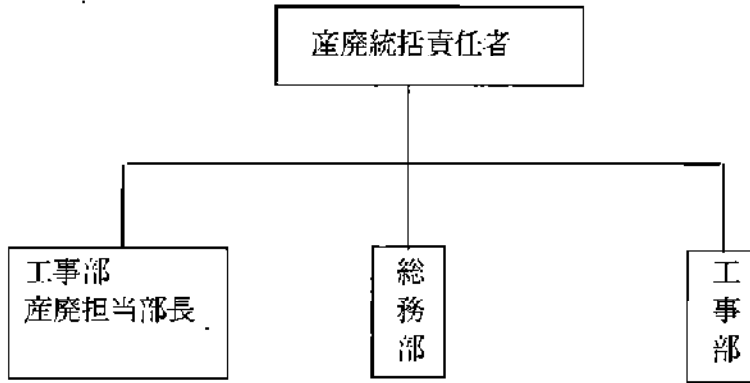 産廃統括責任者
工事部
産廃担当部長
総務部
工事部